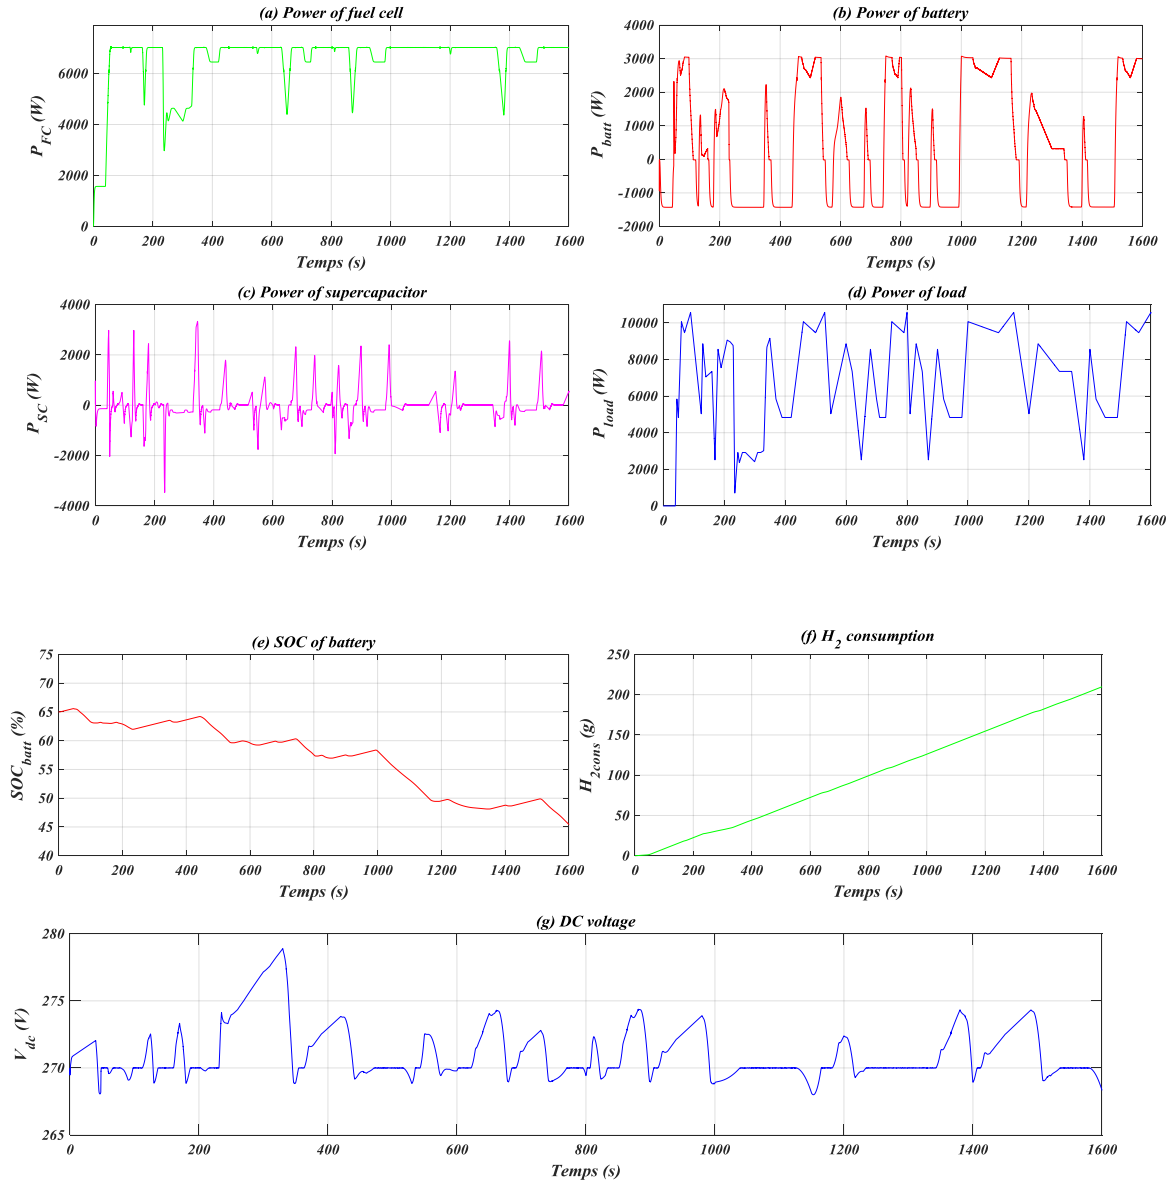 (a) Power of fuel cell
P_FC (W)
6000
4000
2000
0
0 200 400 600 800 1000 1200 1400 1600
Temps (s)
(b) Power of battery
P_batt (W)
4000
3000
2000
1000
0
-1000
-2000
0 200 400 600 800 1000 1200 1400 1600
Temps (s)
(c) Power of supercapacitor
P_SC (W)
4000
2000
0
-2000
-4000
0 200 400 600 800 1000 1200 1400 1600
Temps (s)
(d) Power of load
P_load (W)
10000
8000
6000
4000
2000
0
0 200 400 600 800 1000 1200 1400 1600
Temps (s)
(e) SOC of battery
SOC_batt (%)
75
70
65
60
55
50
45
40
0 200 400 600 800 1000 1200 1400 1600
Temps (s)
(f) H_2 consumption
H_2cons (g)
250
200
150
100
50
0
0 200 400 600 800 1000 1200 1400 1600
Temps (s)
(g) DC voltage
V_dc (V)
280
275
270
265
0 200 400 600 800 1000 1200 1400 1600
Temps (s)